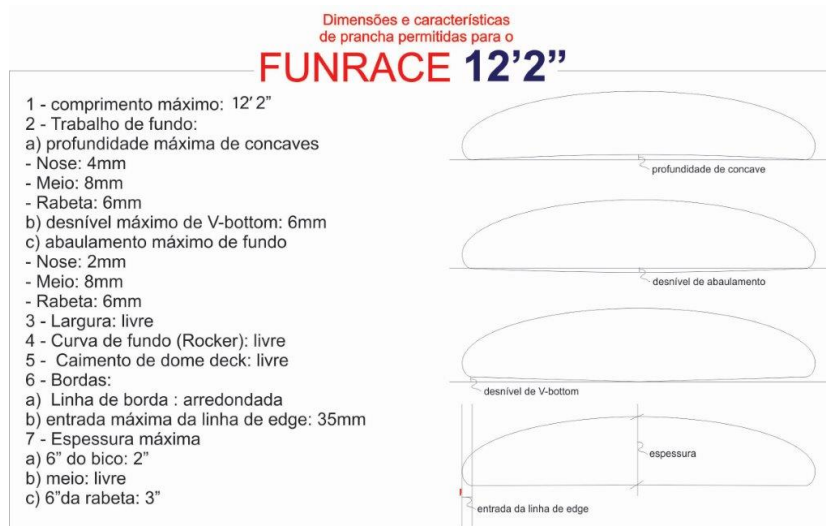 Dimensões e características
de prancha permitidas para o
FUNRACE 12’2”
1 - comprimento máximo: 12’ 2”
2 - Trabalho de fundo:
a) profundidade máxima de concaves
- Nose: 4mm
- Meio: 8mm
- Rabeta: 6mm
b) desnível máximo de V-bottom: 6mm
c) abaulamento máximo de fundo
- Nose: 2mm
- Meio: 8mm
- Rabeta: 6mm
3 - Largura: livre
4 - Curva de fundo (Rocker): livre
5 - Caimento de dome deck: livre
6 - Bordas:
a) Linha de borda : arredondada
b) entrada máxima da linha de edge: 35mm
7 - Espessura máxima
a) 6” do bico: 2”
b) meio: livre
c) 6”da rabeta: 3”
profundidade de concave
desnível de abaulamento
desnível de V-bottom
espessura
entrada da linha de edge